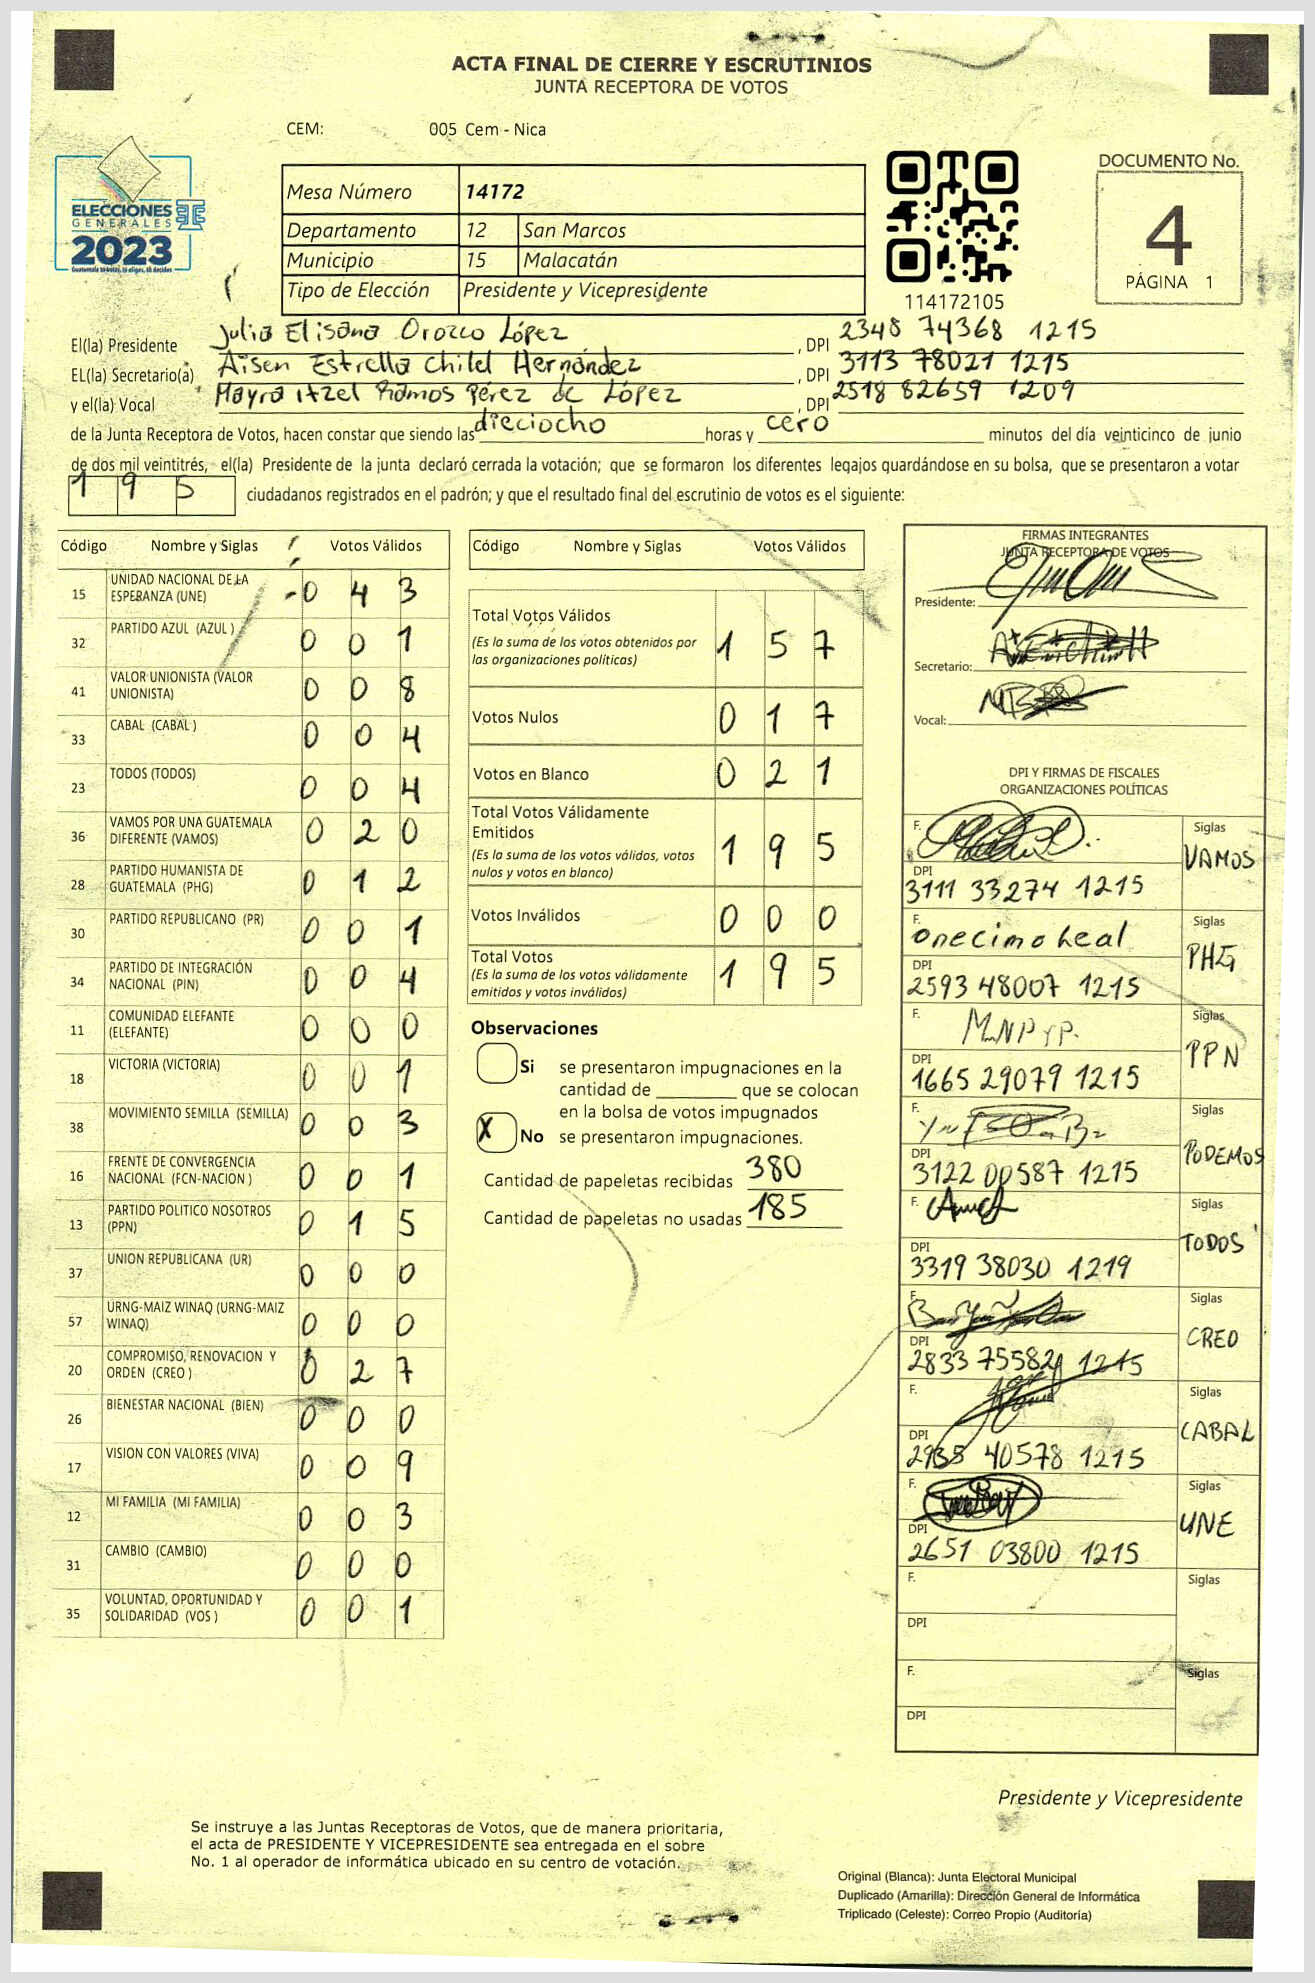 ACTA FINAL DE CIERRE Y ESCRUTINIOS
JUNTA RECEPTORA DE VOTOS
CEM: 005 Cem - Nica
ELECCIONES
GENERALES
2023
Mesa Número 14172
Departamento 12 San Marcos
Municipio 15 Malacatán
Tipo de Elección Presidente y Vicepresidente
114172105
DOCUMENTO No.
4
PÁGINA 1
El(la) Presidente Julia Elisana Orozco López , DPI 2348 74368 1215
EL(la) Secretario(a) Aisen Estrella Chilel Hernández , DPI 3113 78021 1215
y el(la) Vocal Mayra itzel Ramos Pérez de López , DPI 2518 82659 1209
de la Junta Receptora de Votos, hacen constar que siendo las dieciocho horas y cero minutos del día veinticinco de junio
de dos mil veintitrés, el(la) Presidente de la junta declaró cerrada la votación; que se formaron los diferentes legajos guardándose en su bolsa, que se presentaron a votar
195 ciudadanos registrados en el padrón; y que el resultado final del escrutinio de votos es el siguiente:
Código Nombre y Siglas Votos Válidos
15 UNIDAD NACIONAL DE LA ESPERANZA (UNE) 0 4 3
32 PARTIDO AZUL (AZUL ) 0 0 1
41 VALOR UNIONISTA (VALOR UNIONISTA) 0 0 8
33 CABAL (CABAL ) 0 0 4
23 TODOS (TODOS) 0 0 4
36 VAMOS POR UNA GUATEMALA DIFERENTE (VAMOS) 0 2 0
28 PARTIDO HUMANISTA DE GUATEMALA (PHG) 0 1 2
30 PARTIDO REPUBLICANO (PR) 0 0 1
34 PARTIDO DE INTEGRACIÓN NACIONAL (PIN) 0 0 4
11 COMUNIDAD ELEFANTE (ELEFANTE) 0 0 0
18 VICTORIA (VICTORIA) 0 0 1
38 MOVIMIENTO SEMILLA (SEMILLA) 0 0 3
16 FRENTE DE CONVERGENCIA NACIONAL (FCN-NACION ) 0 0 1
13 PARTIDO POLITICO NOSOTROS (PPN) 0 1 5
37 UNION REPUBLICANA (UR) 0 0 0
57 URNG-MAIZ WINAQ (URNG-MAIZ WINAQ) 0 0 0
20 COMPROMISO, RENOVACION Y ORDEN (CREO ) 0 2 7
26 BIENESTAR NACIONAL (BIEN) 0 0 0
17 VISION CON VALORES (VIVA) 0 0 9
12 MI FAMILIA (MI FAMILIA) 0 0 3
31 CAMBIO (CAMBIO) 0 0 0
35 VOLUNTAD, OPORTUNIDAD Y SOLIDARIDAD (VOS ) 0 0 1
Código Nombre y Siglas Votos Válidos
Total Votos Válidos 1 5 7
(Es la suma de los votos obtenidos por
las organizaciones políticas)
Votos Nulos 0 1 7
Votos en Blanco 0 2 1
Total Votos Válidamente
Emitidos 1 9 5
(Es la suma de los votos válidos, votos
nulos y votos en blanco)
Votos Inválidos 0 0 0
Total Votos 1 9 5
(Es la suma de los votos válidamente
emitidos y votos inválidos)
Observaciones
Si se presentaron impugnaciones en la
cantidad de ________ que se colocan
en la bolsa de votos impugnados
X No se presentaron impugnaciones.
Cantidad de papeletas recibidas 380
Cantidad de papeletas no usadas 185
FIRMAS INTEGRANTES
JUNTA RECEPTORA DE VOTOS
Presidente:
Secretario:
Vocal:
DPI Y FIRMAS DE FISCALES
ORGANIZACIONES POLÍTICAS
F. Siglas VAMOS
DPI 3111 33274 1215
F. onecimo Leal Siglas PHG
DPI 2593 48007 1215
F. Siglas PPN
DPI 1665 29079 1215
F. Siglas PODEMOS
DPI 3122 00587 1215
F. Siglas TODOS
DPI 3319 38030 1219
F. Siglas CREO
DPI 2833 75582 1215
F. Siglas CABAL
DPI 2935 40578 1215
F. Siglas UNE
DPI 2651 03800 1215
F. Siglas
DPI
F. Siglas
DPI
Presidente y Vicepresidente
Se instruye a las Juntas Receptoras de Votos, que de manera prioritaria,
el acta de PRESIDENTE Y VICEPRESIDENTE sea entregada en el sobre
No. 1 al operador de informática ubicado en su centro de votación.
Original (Blanca): Junta Electoral Municipal
Duplicado (Amarilla): Dirección General de Informática
Triplicado (Celeste): Correo Propio (Auditoría)